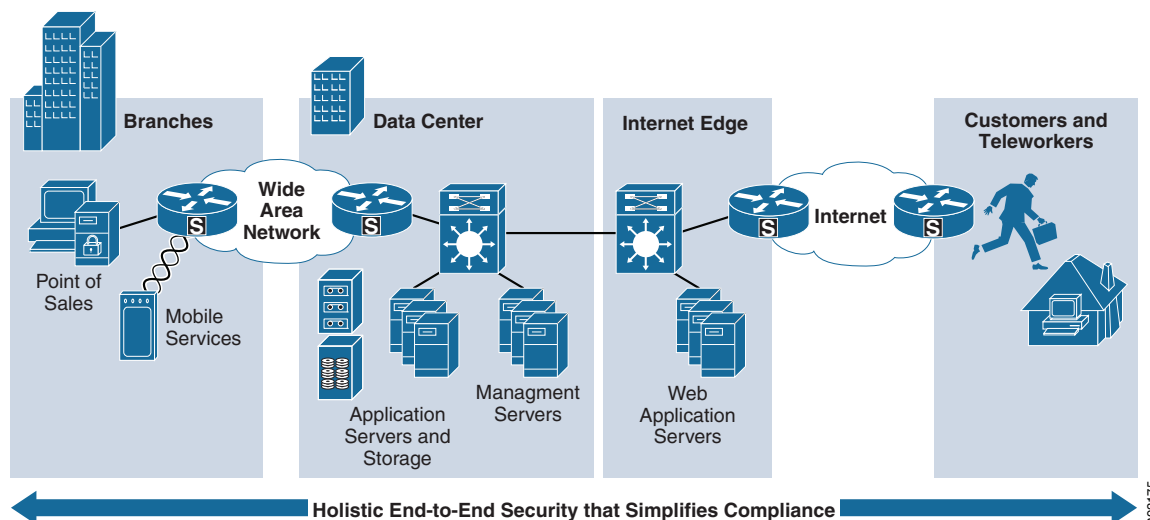 Branches
Data Center
Internet Edge
Customers and
Teleworkers
Wide
Area
Network
Internet
S
S
S
S
Point of
Sales
Mobile
Services
Application
Servers and
Storage
Managment
Servers
Web
Application
Servers
Holistic End-to-End Security that Simplifies Compliance